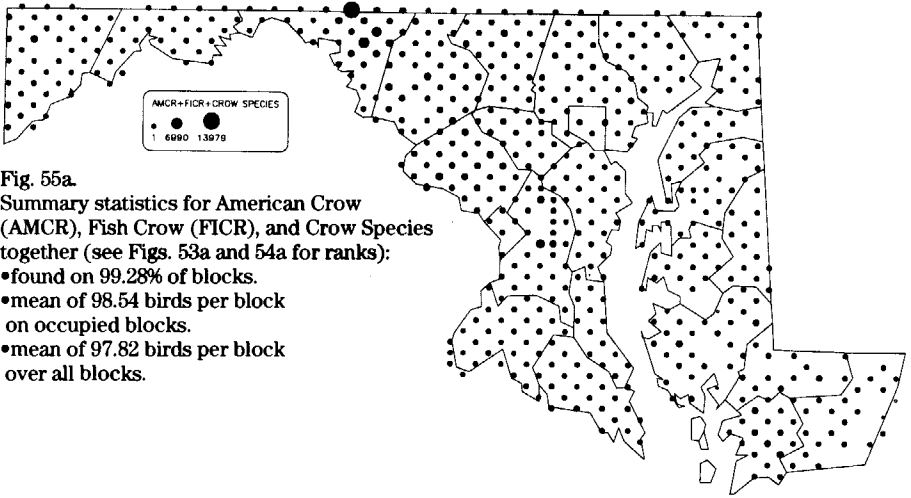 AMCR+FICR+CROW SPECIES
1 6990 13979
Fig. 55a.
Summary statistics for American Crow
(AMCR), Fish Crow (FICR), and Crow Species
together (see Figs. 53a and 54a for ranks):
•found on 99.28% of blocks.
•mean of 98.54 birds per block
on occupied blocks.
•mean of 97.82 birds per block
over all blocks.